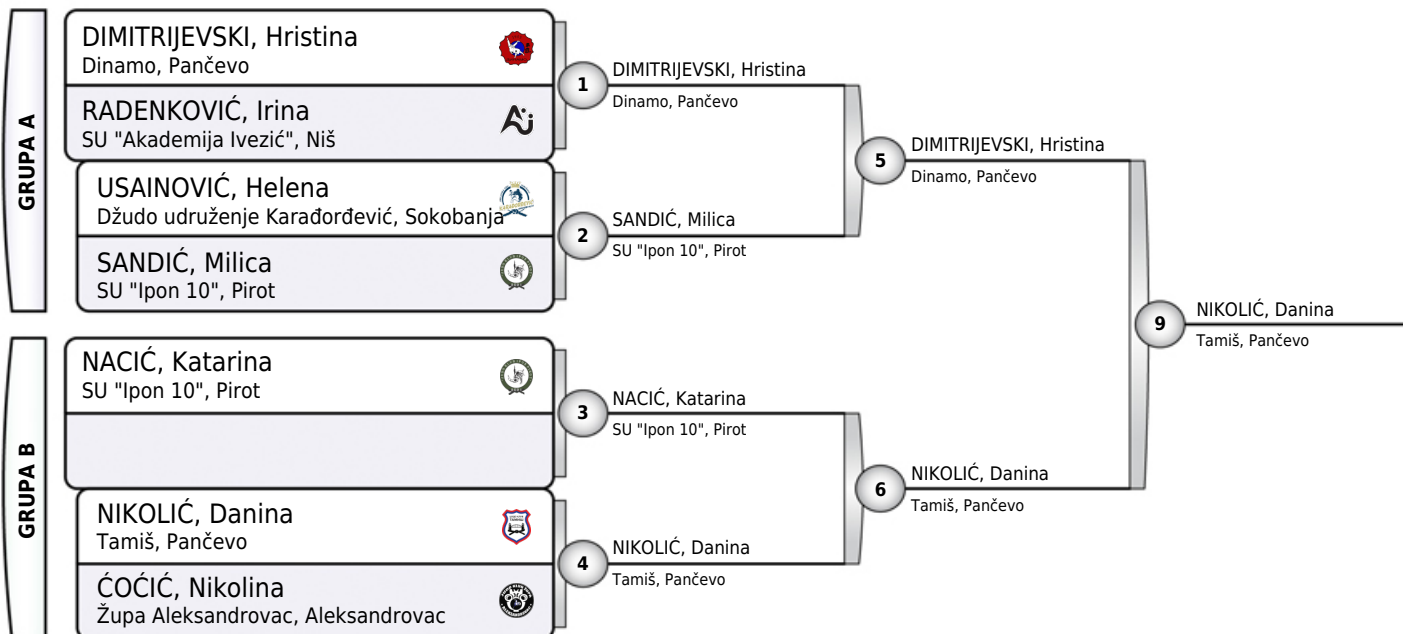 GRUPA A
DIMITRIJEVSKI, Hristina
Dinamo, Pančevo
RADENKOVIĆ, Irina
SU "Akademija Ivezić", Niš
USAINOVIĆ, Helena
Džudo udruženje Karađorđević, Sokobanja
SANDIĆ, Milica
SU "Ipon 10", Pirot
1
DIMITRIJEVSKI, Hristina
Dinamo, Pančevo
2
SANDIĆ, Milica
SU "Ipon 10", Pirot
5
DIMITRIJEVSKI, Hristina
Dinamo, Pančevo
GRUPA B
NACIĆ, Katarina
SU "Ipon 10", Pirot
NIKOLIĆ, Danina
Tamiš, Pančevo
ĆOĆIĆ, Nikolina
Župa Aleksandrovac, Aleksandrovac
3
NACIĆ, Katarina
SU "Ipon 10", Pirot
4
NIKOLIĆ, Danina
Tamiš, Pančevo
6
NIKOLIĆ, Danina
Tamiš, Pančevo
9
NIKOLIĆ, Danina
Tamiš, Pančevo